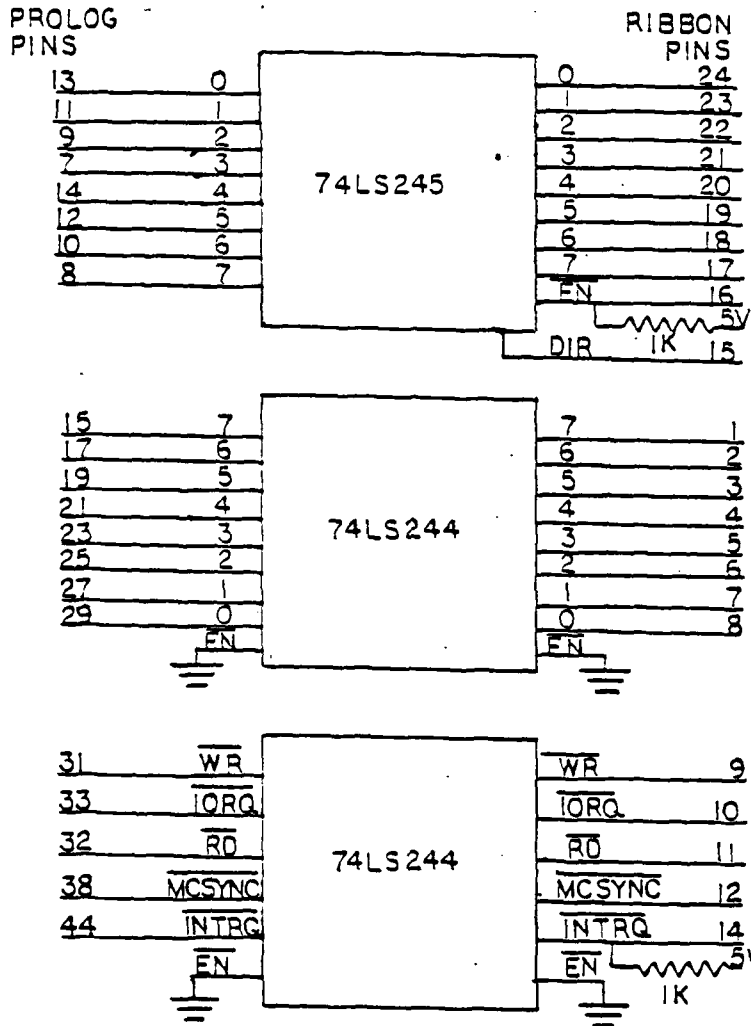 PROLOG
PINS
RIBBON
PINS
13 0
11 1
9 2
7 3
14 4
12 5
10 6
8 7
74LS245
0 24
1 23
2 22
3 21
4 20
5 19
6 18
7 17
EN 16
5V
1K
DIR 15
15 7
17 6
19 5
21 4
23 3
25 2
27 1
29 0
EN
74LS244
7 1
6 2
5 3
4 4
3 5
2 6
1 7
0 8
EN
31 WR
33 IORQ
32 RD
38 MCSYNC
44 INTRQ
EN
74LS244
WR 9
IORQ 10
RD 11
MCSYNC 12
INTRQ 14
5V
EN
1K